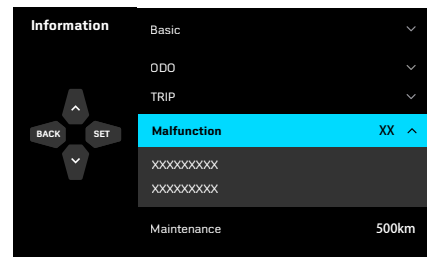 Information
Basic
ODO
TRIP
BACK SET
Malfunction XX
XXXXXXXXX
XXXXXXXXX
Maintenance 500km